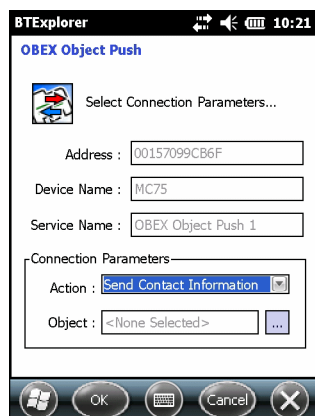 BTExplorer 10:21
OBEX Object Push
Select Connection Parameters...
Address : 00157099CB6F
Device Name : MC75
Service Name : OBEX Object Push 1
Connection Parameters
Action : Send Contact Information
Object : <None Selected> ...
OK Cancel